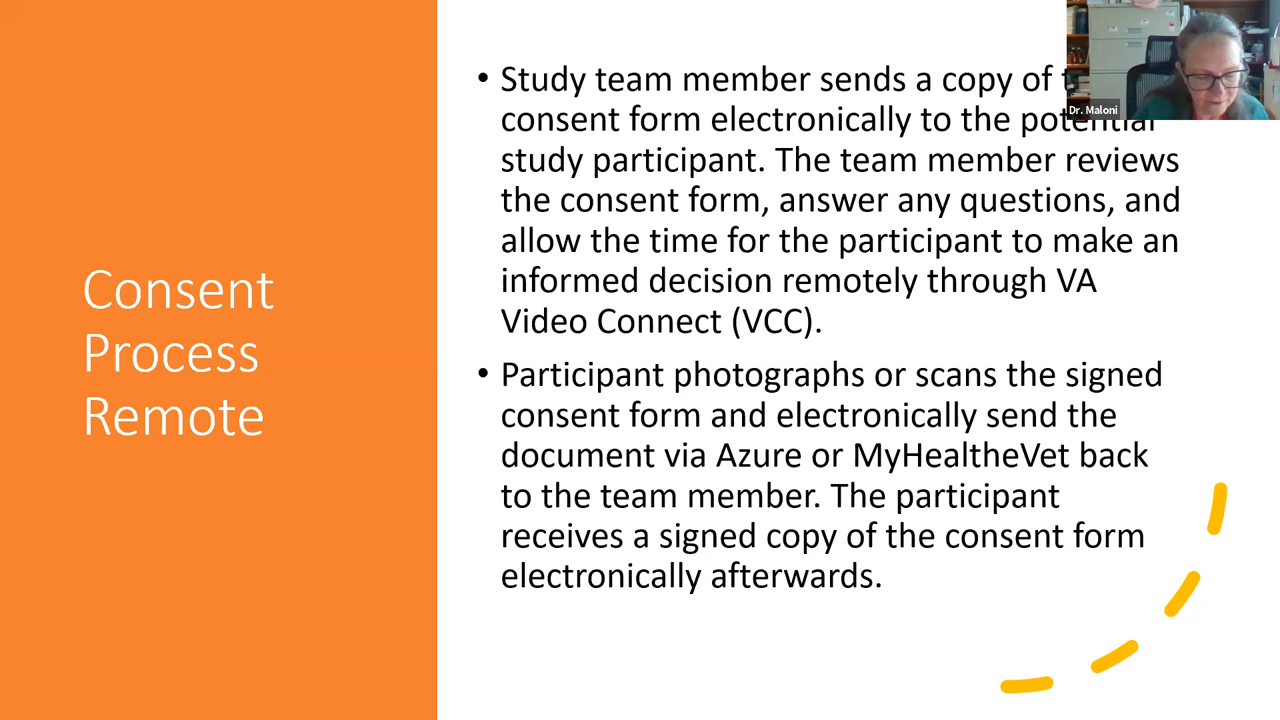 Consent
Process
Remote
• Study team member sends a copy of
consent form electronically to the potential
study participant. The team member reviews
the consent form, answer any questions, and
allow the time for the participant to make an
informed decision remotely through VA
Video Connect (VCC).
• Participant photographs or scans the signed
consent form and electronically send the
document via Azure or MyHealtheVet back
to the team member. The participant
receives a signed copy of the consent form
electronically afterwards.
Dr. Maloni